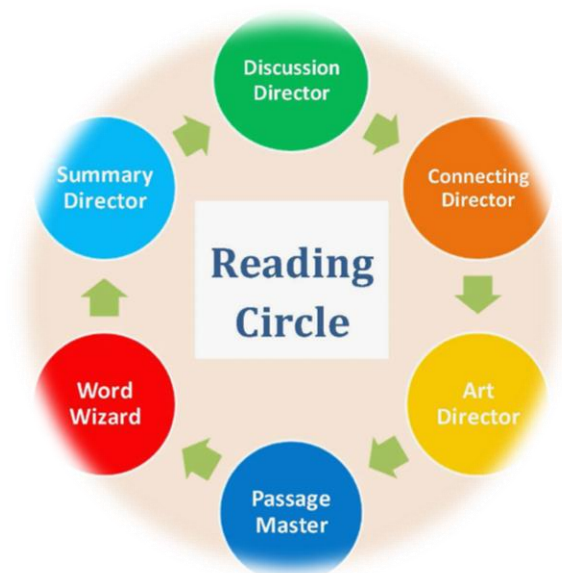 Discussion
Director
Connecting
Director
Art
Director
Passage
Master
Word
Wizard
Summary
Director
Reading
Circle